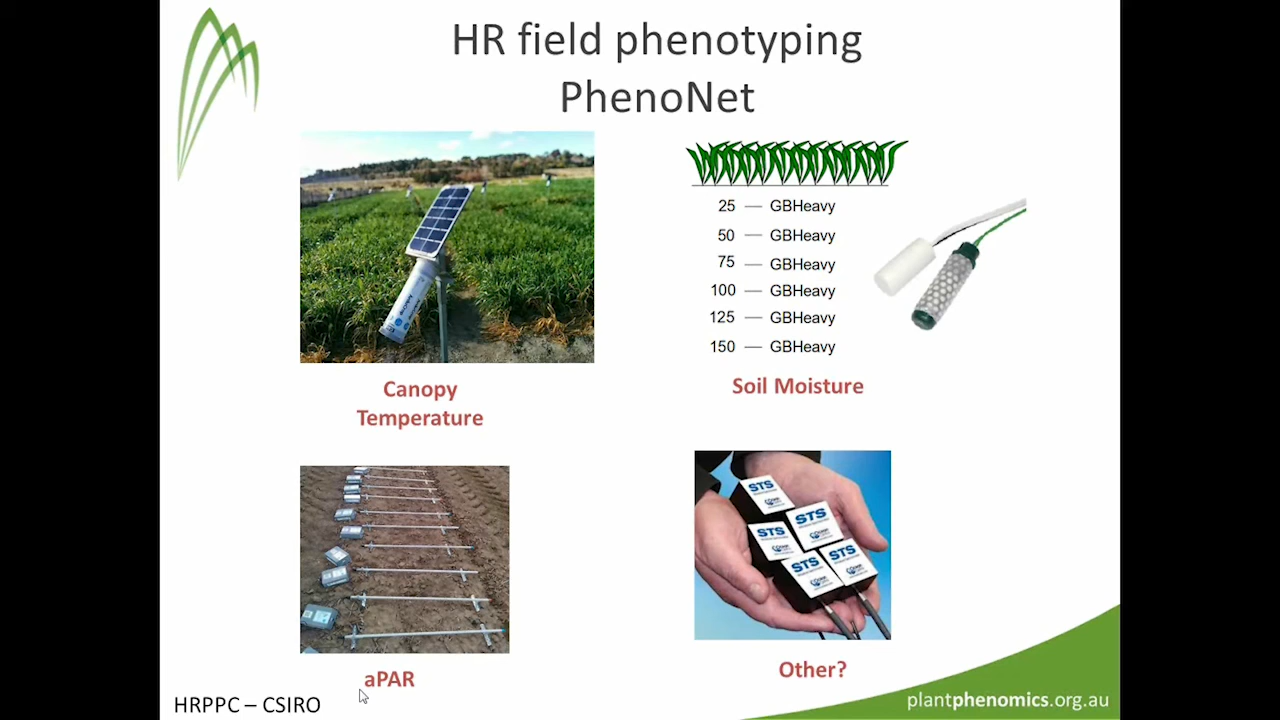 HR field phenotyping
PhenoNet
25 — GBHeavy
50 — GBHeavy
75 — GBHeavy
100 — GBHeavy
125 — GBHeavy
150 — GBHeavy
Canopy
Temperature
Soil Moisture
STS
STS
STS
STS
STS
aPAR
Other?
HRPPC – CSIRO
plantphenomics.org.au